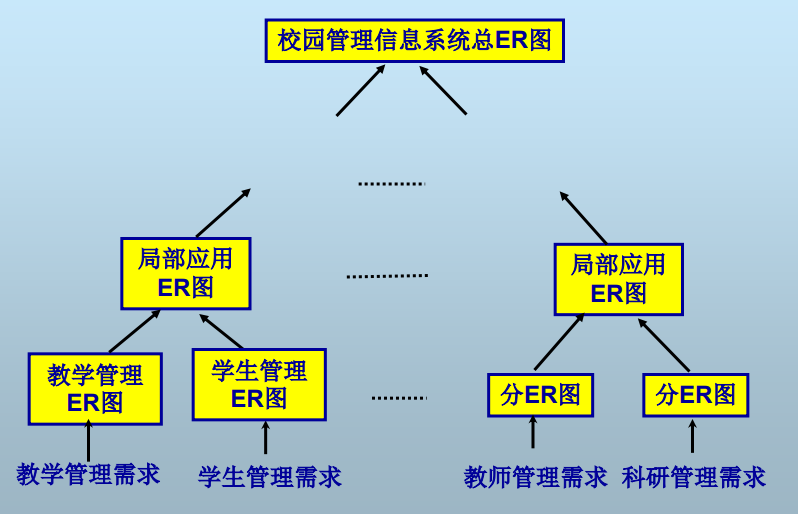 校园管理信息系统总ER图
局部应用
ER图
局部应用
ER图
教学管理
ER图
学生管理
ER图
分ER图
分ER图
教学管理需求
学生管理需求
教师管理需求
科研管理需求